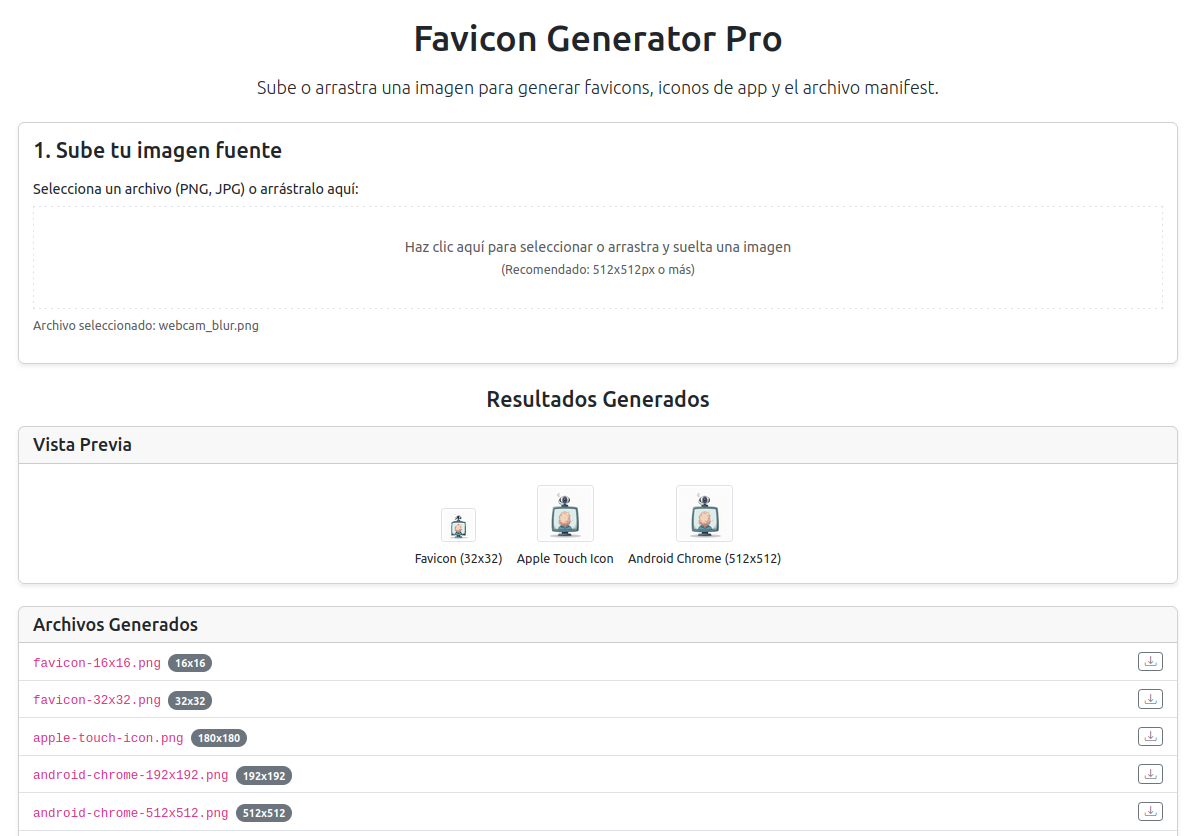 Favicon Generator Pro
Sube o arrastra una imagen para generar favicons, iconos de app y el archivo manifest.
1. Sube tu imagen fuente
Selecciona un archivo (PNG, JPG) o arrástralo aquí:
Haz clic aquí para seleccionar o arrastra y suelta una imagen
(Recomendado: 512x512px o más)
Archivo seleccionado: webcam_blur.png
Resultados Generados
Vista Previa
Favicon (32x32) Apple Touch Icon Android Chrome (512x512)
Archivos Generados
favicon-16x16.png 16x16
favicon-32x32.png 32x32
apple-touch-icon.png 180x180
android-chrome-192x192.png 192x192
android-chrome-512x512.png 512x512